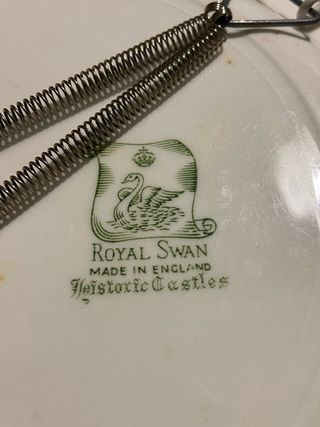 ROYAL SWAN
MADE IN ENGLAND
Historic Castles